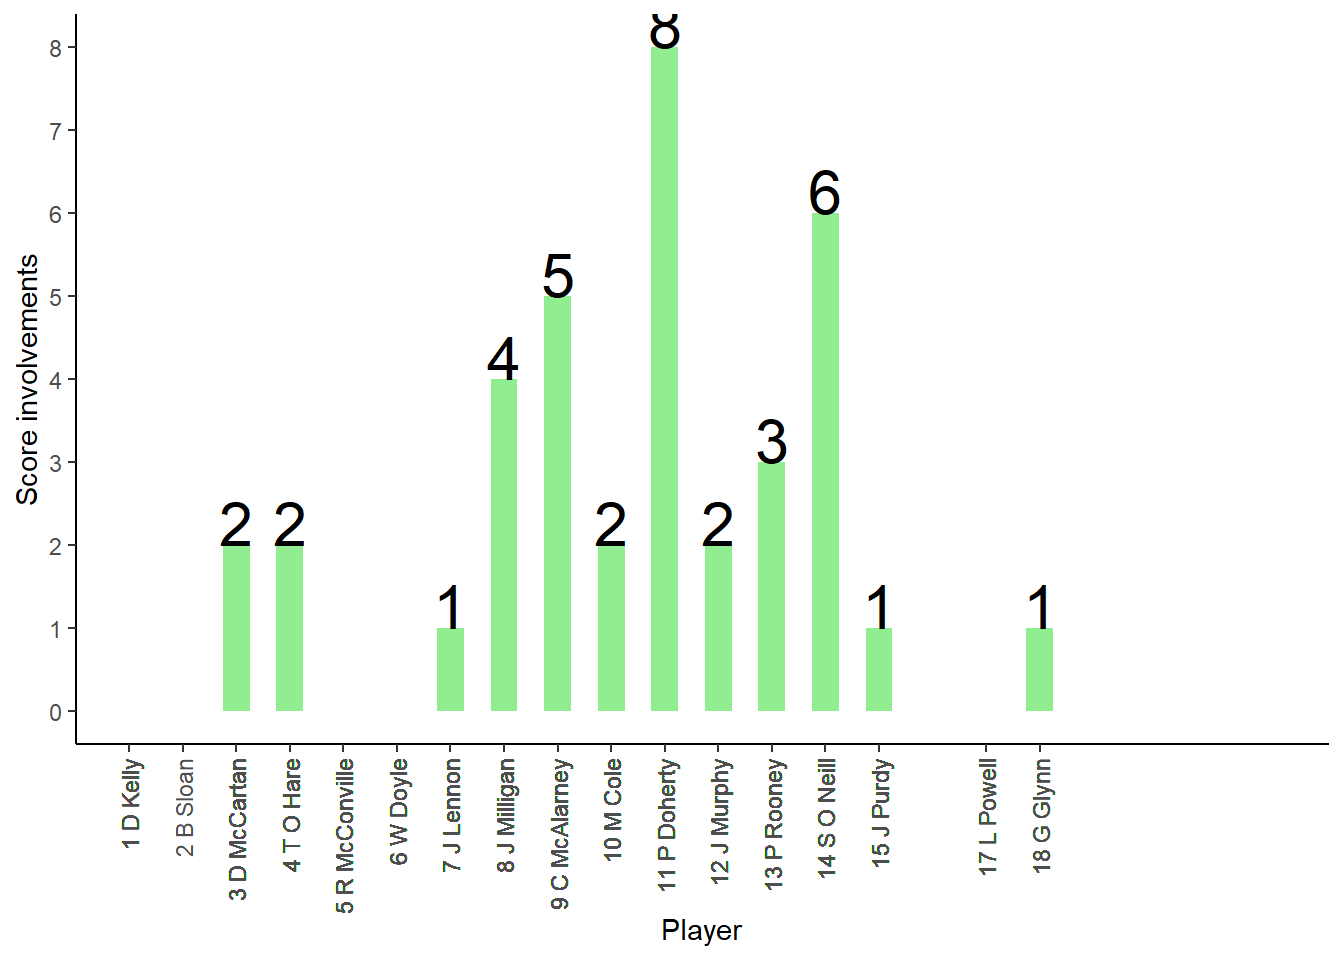 Score involvements
8
7
6
5
4
3
2
1
0
2
2
1
4
5
2
8
2
3
6
1
1
1 D Kelly
2 B Sloan
3 D McCartan
4 T O Hare
5 R McConville
6 W Doyle
7 J Lennon
8 J Milligan
9 C McAlarney
10 M Cole
11 P Doherty
12 J Murphy
13 P Rooney
14 S O Neill
15 J Purdy
17 L Powell
18 G Glynn
Player